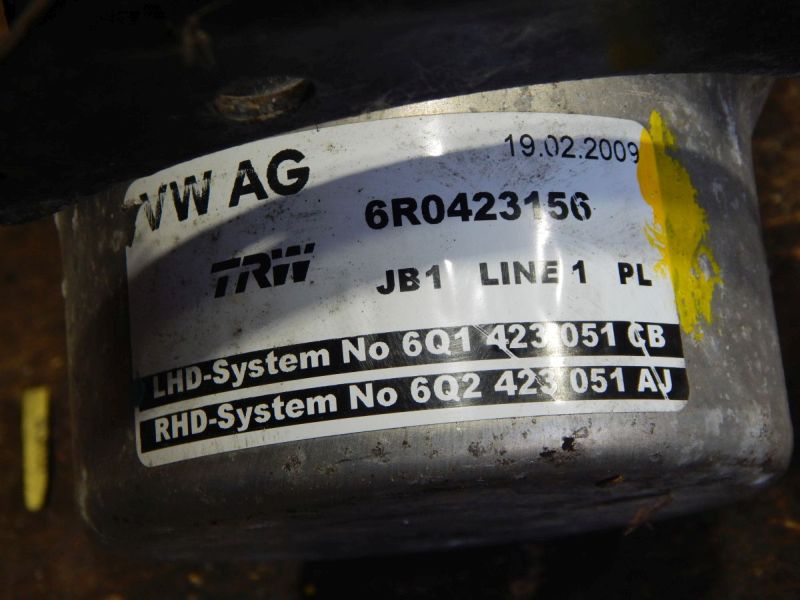 VW AG 19.02.2009
6R0423156
TRW JB1 LINE 1 PL
LHD-System No 6Q1 423 051 CB
RHD-System No 6Q2 423 051 AJ